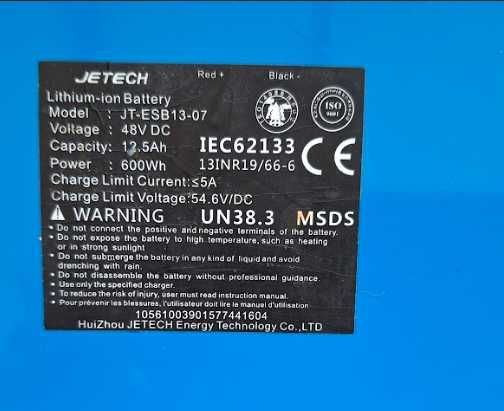 JETECH Red + Black -
Lithium-ion Battery
Model : JT-ESB13-07
Voltage : 48V DC
Capacity: 12.5Ah IEC62133
Power : 600Wh 13INR19/66-6
Charge Limit Current:≤5A
Charge Limit Voltage:54.6V/DC
WARNING UN38.3 MSDS
• Do not connect the positive and negative terminals of the battery.
• Do not expose the battery to high temperature, such as heating
or in strong sunlight
• Do not submerge the battery in any kind of liquid and avoid
drenching with rain.
• Do not disassemble the battery without professional guidance.
• Use only the specified charger.
• To reduce the risk of injury, user must read instruction manual.
• Pour prévenir les blessures, l'utilisateur doit lire le manuel d'utilisation
10561003901577441604
HuiZhou JETECH Energy Technology Co.,LTD
ISO
9001
CE